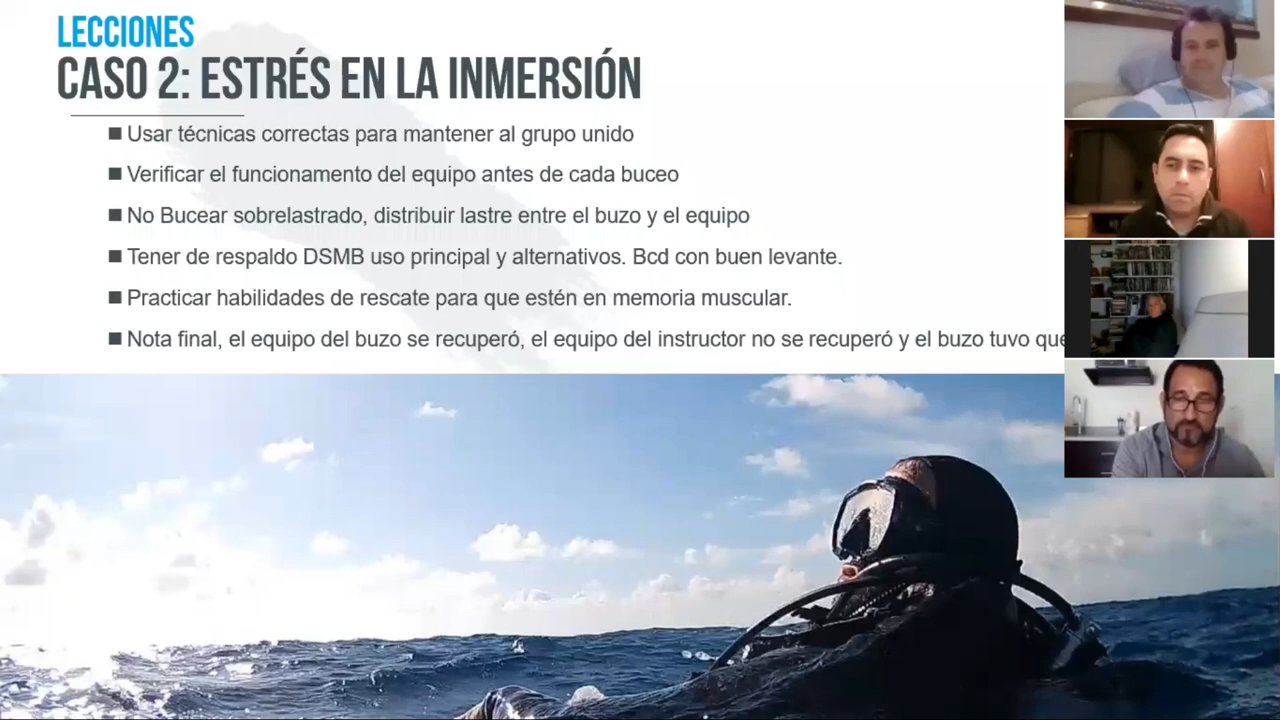 LECCIONES
CASO 2: ESTRÉS EN LA INMERSIÓN
Usar técnicas correctas para mantener al grupo unido
Verificar el funcionamento del equipo antes de cada buceo
No Bucear sobrelastrado, distribuir lastre entre el buzo y el equipo
Tener de respaldo DSMB uso principal y alternativos. Bcd con buen levante.
Practicar habilidades de rescate para que estén en memoria muscular.
Nota final, el equipo del buzo se recuperó, el equipo del instructor no se recuperó y el buzo tuvo que